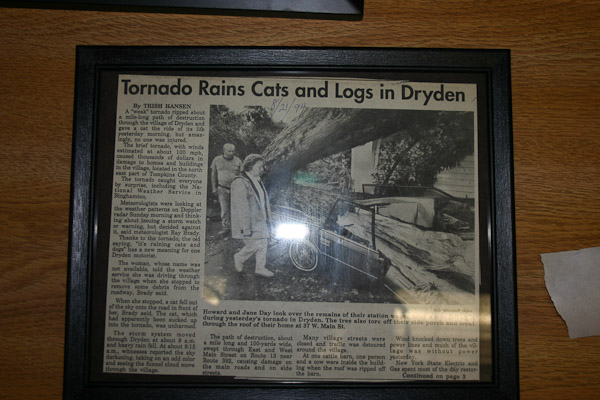 Tornado Rains Cats and Logs in Dryden
8/21/94
By TRISH HANSEN
A "weak" tornado ripped about
a mile-long path of destruction
through the village of Dryden and
gave a cat the ride of its life
yesterday morning, but amaz-
ingly, no one was injured.
The brief tornado, with winds
estimated at about 100 mph,
caused thousands of dollars in
damage to homes and buildings
in the village, located in the north
east part of Tompkins County.
The tornado caught everyone
by surprise, including the Na-
tional Weather Service in
Binghamton.
Meteorologists were looking at
the weather patterns on Doppler
radar Sunday morning and think-
ing about issuing a storm watch
or warning, but decided against
it, said meteorologist Ray Brady.
Thanks to the tornado, the old
saying, "it's raining cats and
dogs" has a new meaning for one
Dryden motorist.
The woman, whose name was
not available, told the weather
service she was driving through
the village when she stopped to
remove some debris from the
roadway, Brady said.
When she stopped, a cat fell out
of the sky onto the road in front of
her, Brady said. The cat, which
had apparently been sucked up
into the tornado, was unharmed.
The storm system moved
through Dryden at about 8 a.m.
and heavy rain fell. At about 8:15
a.m., witnesses reported the sky
darkening, taking on an odd color
and seeing the funnel cloud move
through the village.
Howard and Jane Day look over the remains of their station
during yesterday's tornado in Dryden. The tree also tore off their side porch and
through the roof of their home at 37 W. Main St.
The path of destruction, about
a mile long and 100-yards wide,
swept through East and West
Main Street on Route 13 near
Route 392, causing damage on
the main roads and on side
streets.
Many village streets were
closed and traffic was detoured
around the village.
At one cattle barn, one person
and a cow were inside the build-
ing when the roof was ripped off
the barn.
Wind knocked down trees and
power lines and much of the vil-
lage was without power
yesterday.
New York State Electric and
Gas spent most of the day restor-
Continued on page 3